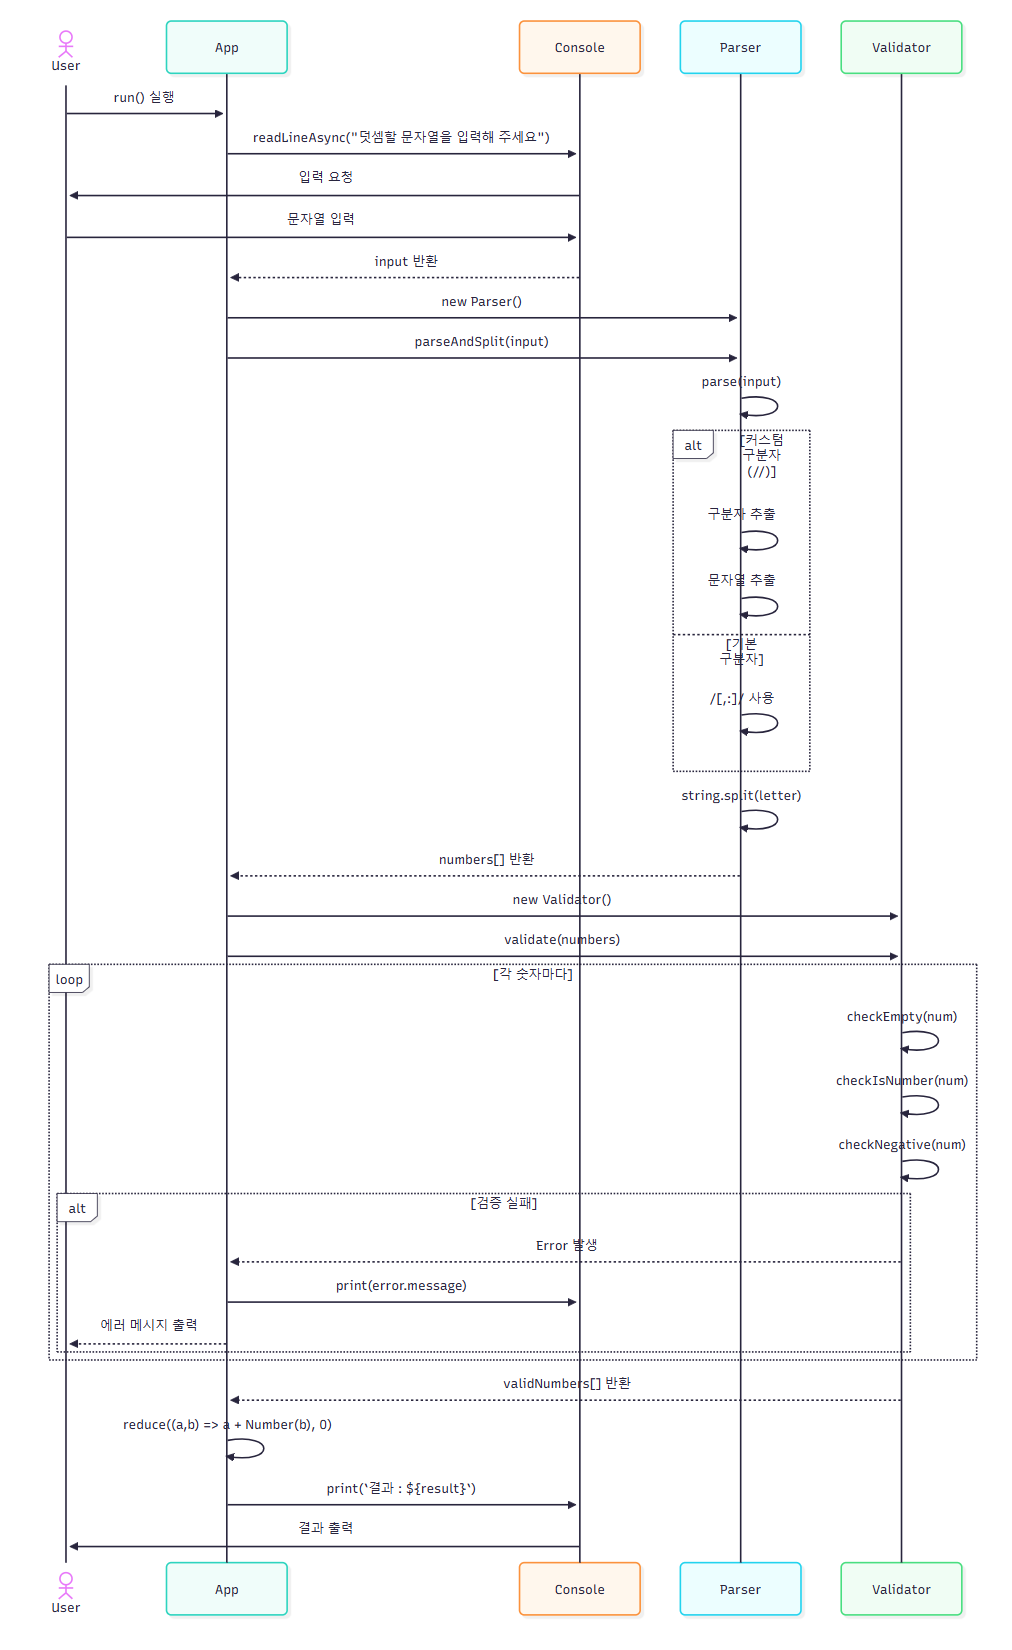 User
App
Console
Parser
Validator
run() 실행
readLineAsync("덧셈할 문자열을 입력해 주세요")
입력 요청
문자열 입력
input 반환
new Parser()
parseAndSplit(input)
parse(input)
alt
[커스텀
구분자
(//)]
구분자 추출
문자열 추출
[기본
구분자]
/[,:]/ 사용
string.split(letter)
numbers[] 반환
new Validator()
validate(numbers)
loop
[각 숫자마다]
checkEmpty(num)
checkIsNumber(num)
checkNegative(num)
alt
[검증 실패]
Error 발생
print(error.message)
에러 메시지 출력
validNumbers[] 반환
reduce((a,b) => a + Number(b), 0)
print(`결과 : ${result}`)
결과 출력
User
App
Console
Parser
Validator